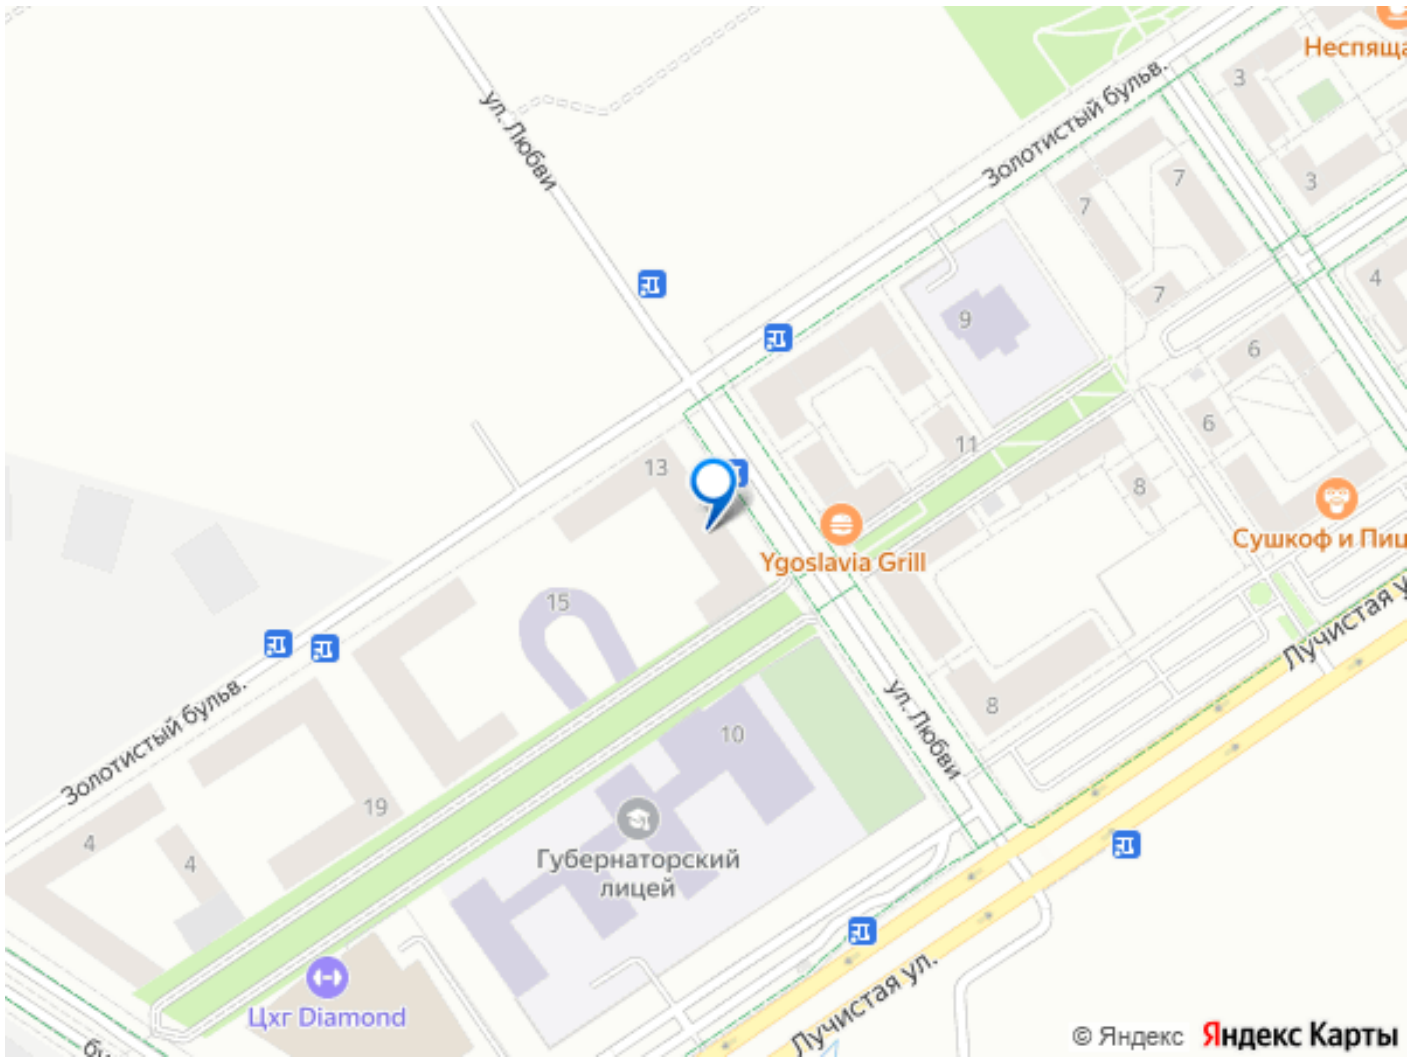 Неспяща
3
ул. Любви
Золотистый бульв.
7
7
3
4
7
9
6
6
11
13
8
Ygoslavia Grill
Сушкоф и Пиц
15
Лучистая у
ул. Любви
8
10
Золотистый бульв.
19
4
4
Губернаторский
лицей
Цхг Diamond
Лучистая ул.
бу
© Яндекс Яндекс Карты